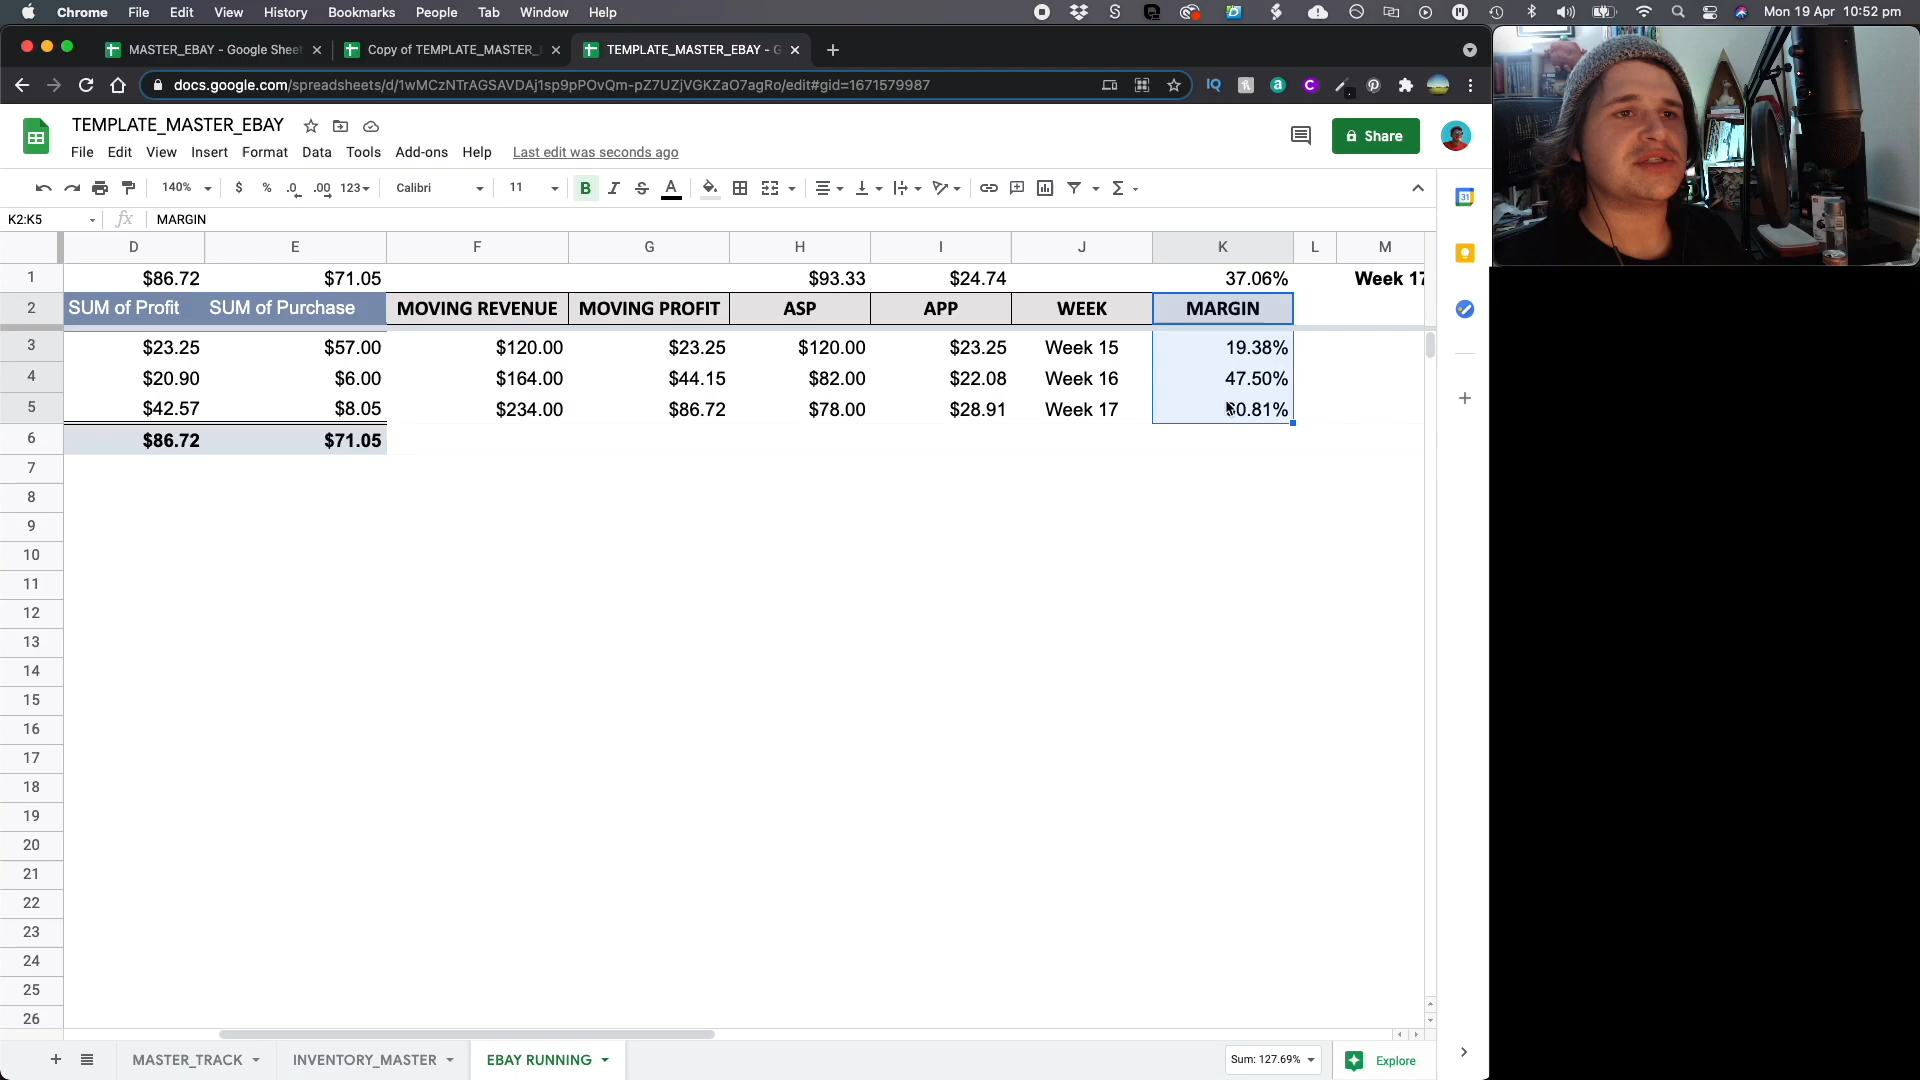 Chrome File Edit View History Bookmarks People Tab Window Help Mon 19 Apr 10:52 pm
MASTER_EBAY - Google Sheet Copy of TEMPLATE_MASTER_ TEMPLATE_MASTER_EBAY - G
docs.google.com/spreadsheets/d/1wMCzNTrAGSAVDAj1sp9pPOvQm-pZ7UZjVGKZaO7agRo/edit#gid=1671579987
TEMPLATE_MASTER_EBAY
Share
File Edit View Insert Format Data Tools Add-ons Help Last edit was seconds ago
140% $ % .0 .00 123 Calibri 11 B I S A
K2:K5 fx MARGIN
D E F G H I J K L M
1 $86.72 $71.05 $93.33 $24.74 37.06% Week 17
2 SUM of Profit SUM of Purchase MOVING REVENUE MOVING PROFIT ASP APP WEEK MARGIN
3 $23.25 $57.00 $120.00 $23.25 $120.00 $23.25 Week 15 19.38%
4 $20.90 $6.00 $164.00 $44.15 $82.00 $22.08 Week 16 47.50%
5 $42.57 $8.05 $234.00 $86.72 $78.00 $28.91 Week 17
6 $86.72 $71.05
7
8
9
10
11
12
13
14
15
16
17
18
19
20
21
22
23
24
25
26
MASTER_TRACK INVENTORY_MASTER EBAY RUNNING Sum: 127.69% Explore